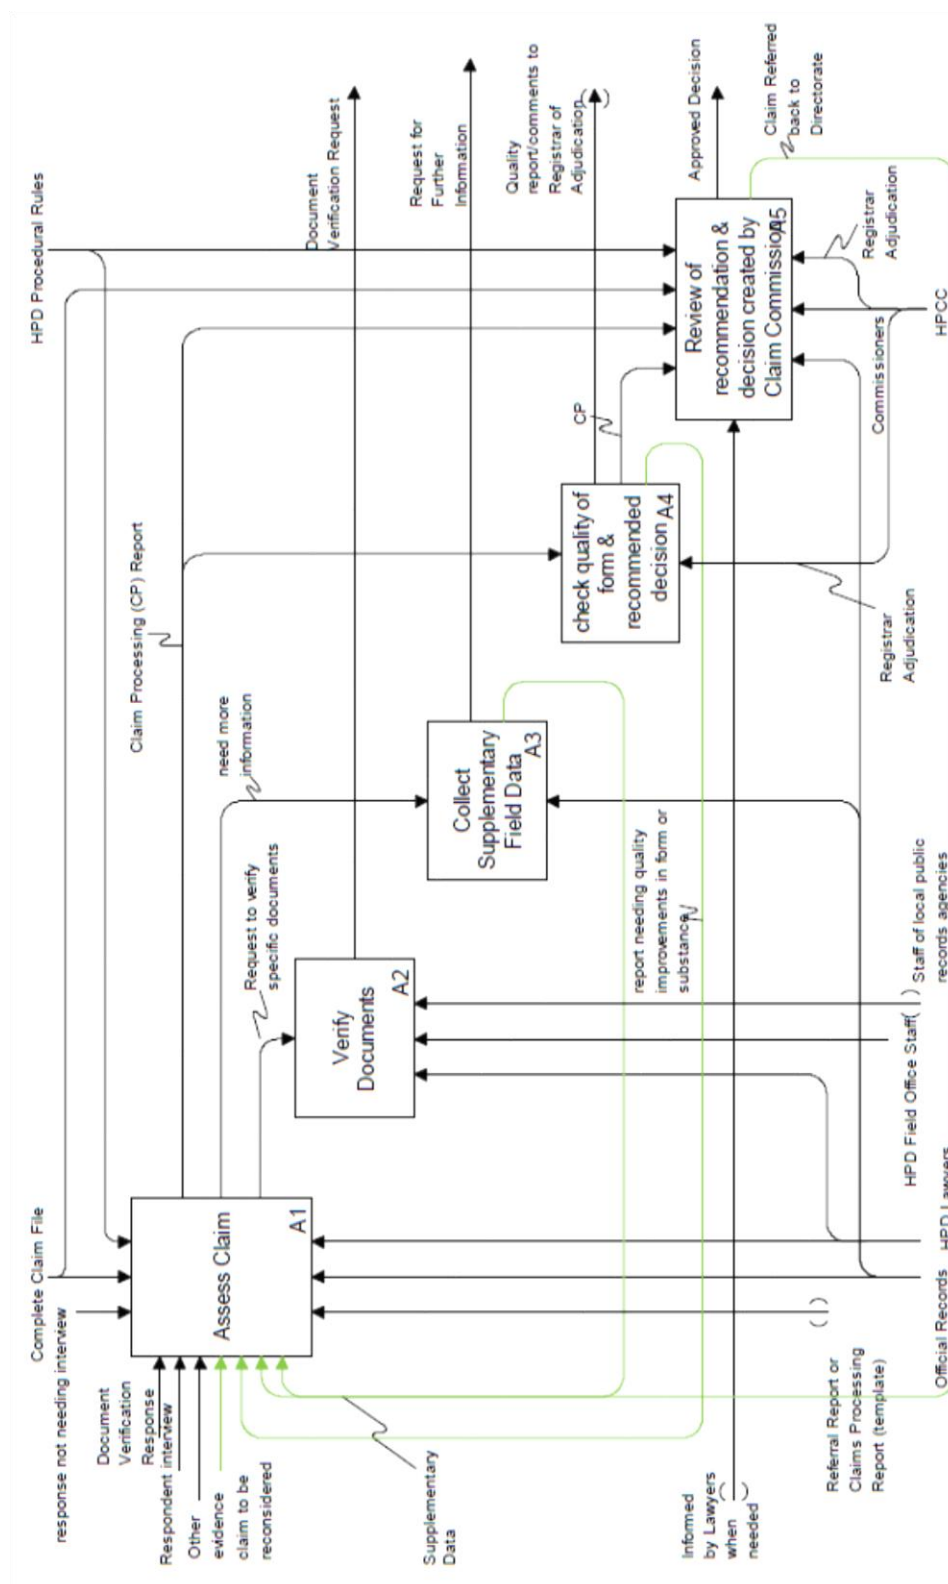 Complete Claim File
HPD Procedural Rules
response not needing interview
Claim Processing (CP) Report
Document
Verification
Response
Respondent interview
Other
evidence
claim to be
reconsidered
Assess Claim
A1
need more
information
Request to verify
specific documents
Document
Verification Request
Verify
Documents
A2
Request for
Further
Information
Collect
Supplementary
Field Data
A3
Quality
report/comments to
Registrar of
Adjudication
CP
check quality of
form &
recommended
decision
A4
Supplementary
Data
report needing quality
improvements in form or
substance
Approved Decision
Review of
recommendation &
decision created by
Claim Commission
A5
Claim Referred
back to
Directorate
Informed
by Lawyers
when
needed
Referral Report or
Claims Processing
Report (template)
Registrar
Adjudication
Commissioners
Registrar
Adjudication
HPCC
Official Records
HPD Lawyers
HPD Field Office Staff
Staff of local public
records agencies